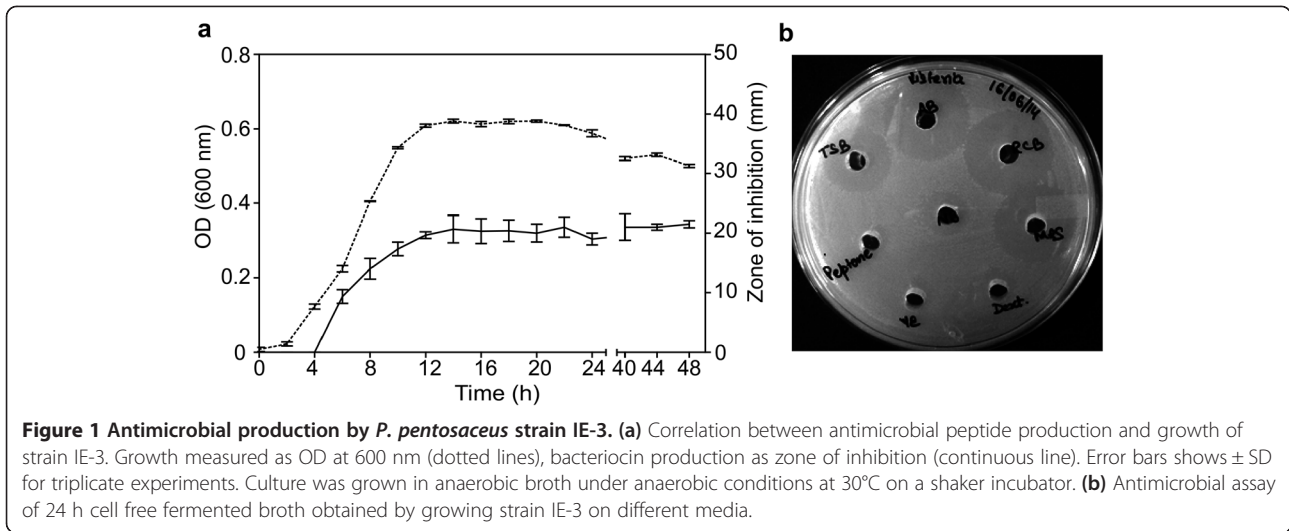 a
b
0.8
0.6
0.4
0.2
0
OD (600 nm)
50
40
30
20
10
0
Zone of inhibition (mm)
0 4 8 12 16 20 24 40 44 48
Time (h)
AB
16/06/14
TSB
RCB
MRS
Peptone
Figure 1 Antimicrobial production by P. pentosaceus strain IE-3. (a) Correlation between antimicrobial peptide production and growth of
strain IE-3. Growth measured as OD at 600 nm (dotted lines), bacteriocin production as zone of inhibition (continuous line). Error bars shows ± SD
for triplicate experiments. Culture was grown in anaerobic broth under anaerobic conditions at 30°C on a shaker incubator. (b) Antimicrobial assay
of 24 h cell free fermented broth obtained by growing strain IE-3 on different media.